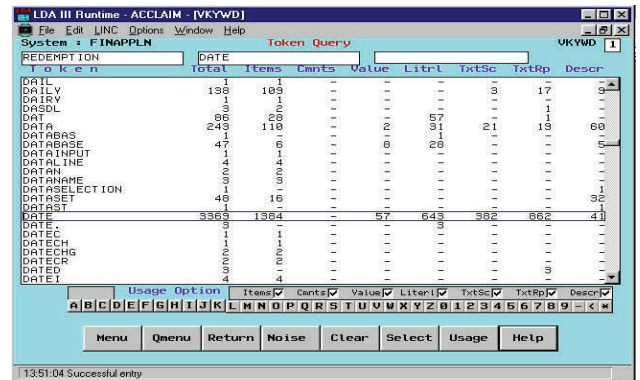 LDA III Runtime - ACCLAIM - [VKYWD]
File Edit LINC Options Window Help
System : FINAPPLN Token Query VKYWD 1
REDEMPTION DATE
Token Total Items Cmnts Value Litrl TxtSc TxtRp Descr
DAIL 1 1 - - - - - -
DAILY 138 109 - - - 3 17 9
DAIRY 1 1 - - - - - -
DASDL 3 2 - - - - 1 -
DAT 86 28 - - 57 - 1 -
DATA 243 110 - 2 31 21 19 60
DATABAS 1 - - - 1 - - -
DATABASE 47 6 - 8 28 - - 5
DATAINPUT 1 1 - - - - - -
DATALINE 4 4 - - - - - -
DATAN 2 2 - - - - - -
DATANAME 3 3 - - - - - -
DATASELECTION 1 - - - - - - 1
DATASET 48 16 - - - - - 32
DATAST 1 - - - - - - 1
DATE 3369 1384 - 57 643 382 862 41
DATE. 3 - - - 3 - - -
DATEC 1 1 - - - - - -
DATECH 1 1 - - - - - -
DATECHG 2 2 - - - - - -
DATECR 2 2 - - - - - -
DATED 3 - - - - - 3 -
DATEI 4 4 - - - - - -
Usage Option Items Cmnts Value Literl TxtSc TxtRp Descr
A B C D E F G H I J K L M N O P Q R S T U V W X Y Z 0 1 2 3 4 5 6 7 8 9 - < *
Menu Qmenu Return Noise Clear Select Usage Help
13:51:04 Successful entry